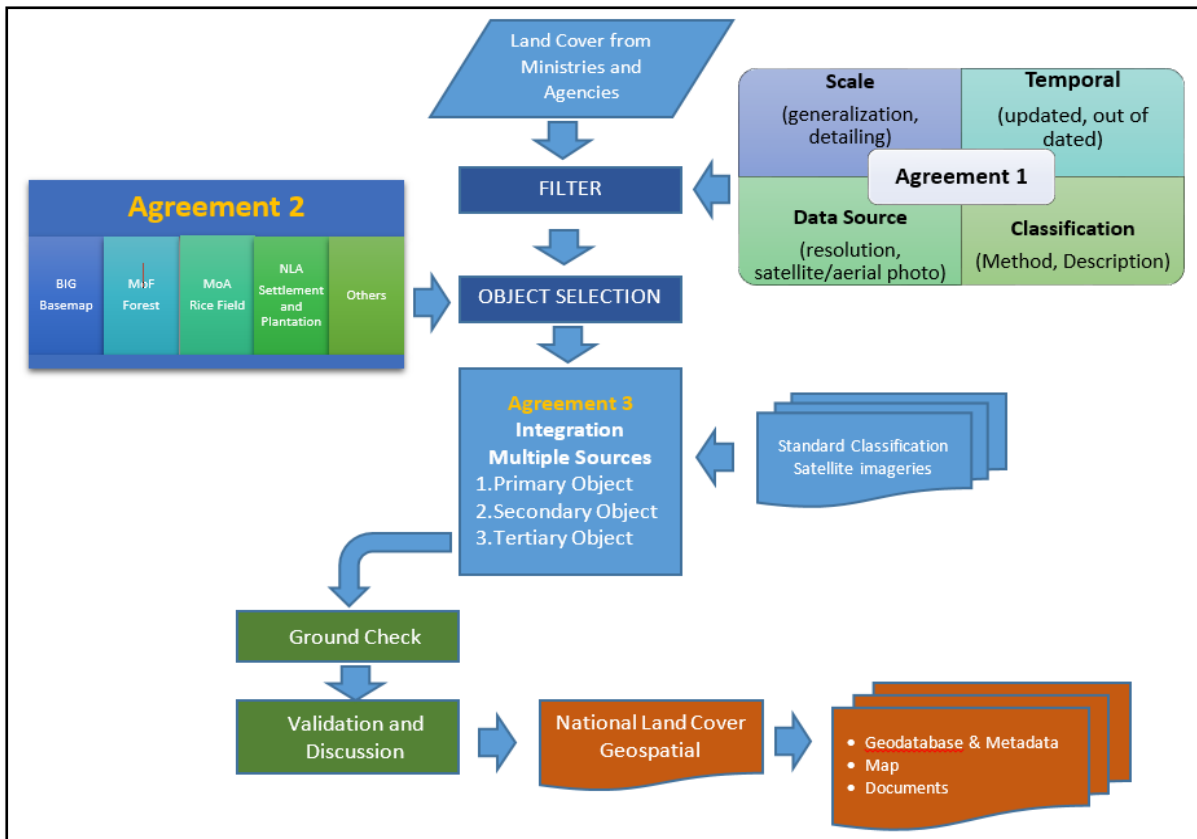 Land Cover from
Ministries and
Agencies
Scale
(generalization,
detailing)
Temporal
(updated, out of
dated)
Agreement 1
Data Source
(resolution,
satellite/aerial photo)
Classification
(Method, Description)
FILTER
Agreement 2
BIG
Basemap
MoF
Forest
MoA
Rice Field
NLA
Settlement
and
Plantation
Others
OBJECT SELECTION
Agreement 3
Integration
Multiple Sources
1.Primary Object
2.Secondary Object
3.Tertiary Object
Standard Classification
Satellite imageries
Ground Check
Validation and
Discussion
National Land Cover
Geospatial
• Geodatabase & Metadata
• Map
• Documents